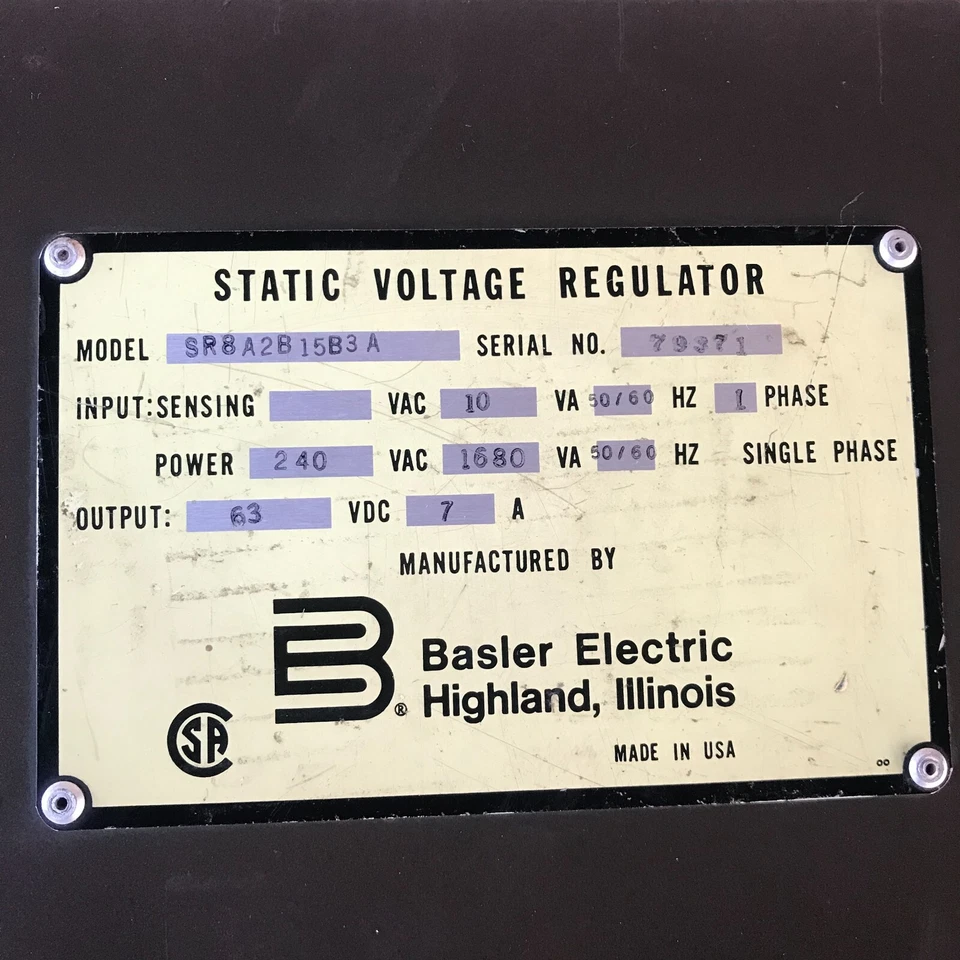 STATIC VOLTAGE REGULATOR
MODEL SR8A2B15B3A SERIAL NO. 79371
INPUT: SENSING VAC 10 VA 50/60 HZ 1 PHASE
POWER 240 VAC 1680 VA 50/60 HZ SINGLE PHASE
OUTPUT: 63 VDC 7 A
MANUFACTURED BY
B® Basler Electric
Highland, Illinois
SA
MADE IN USA
00